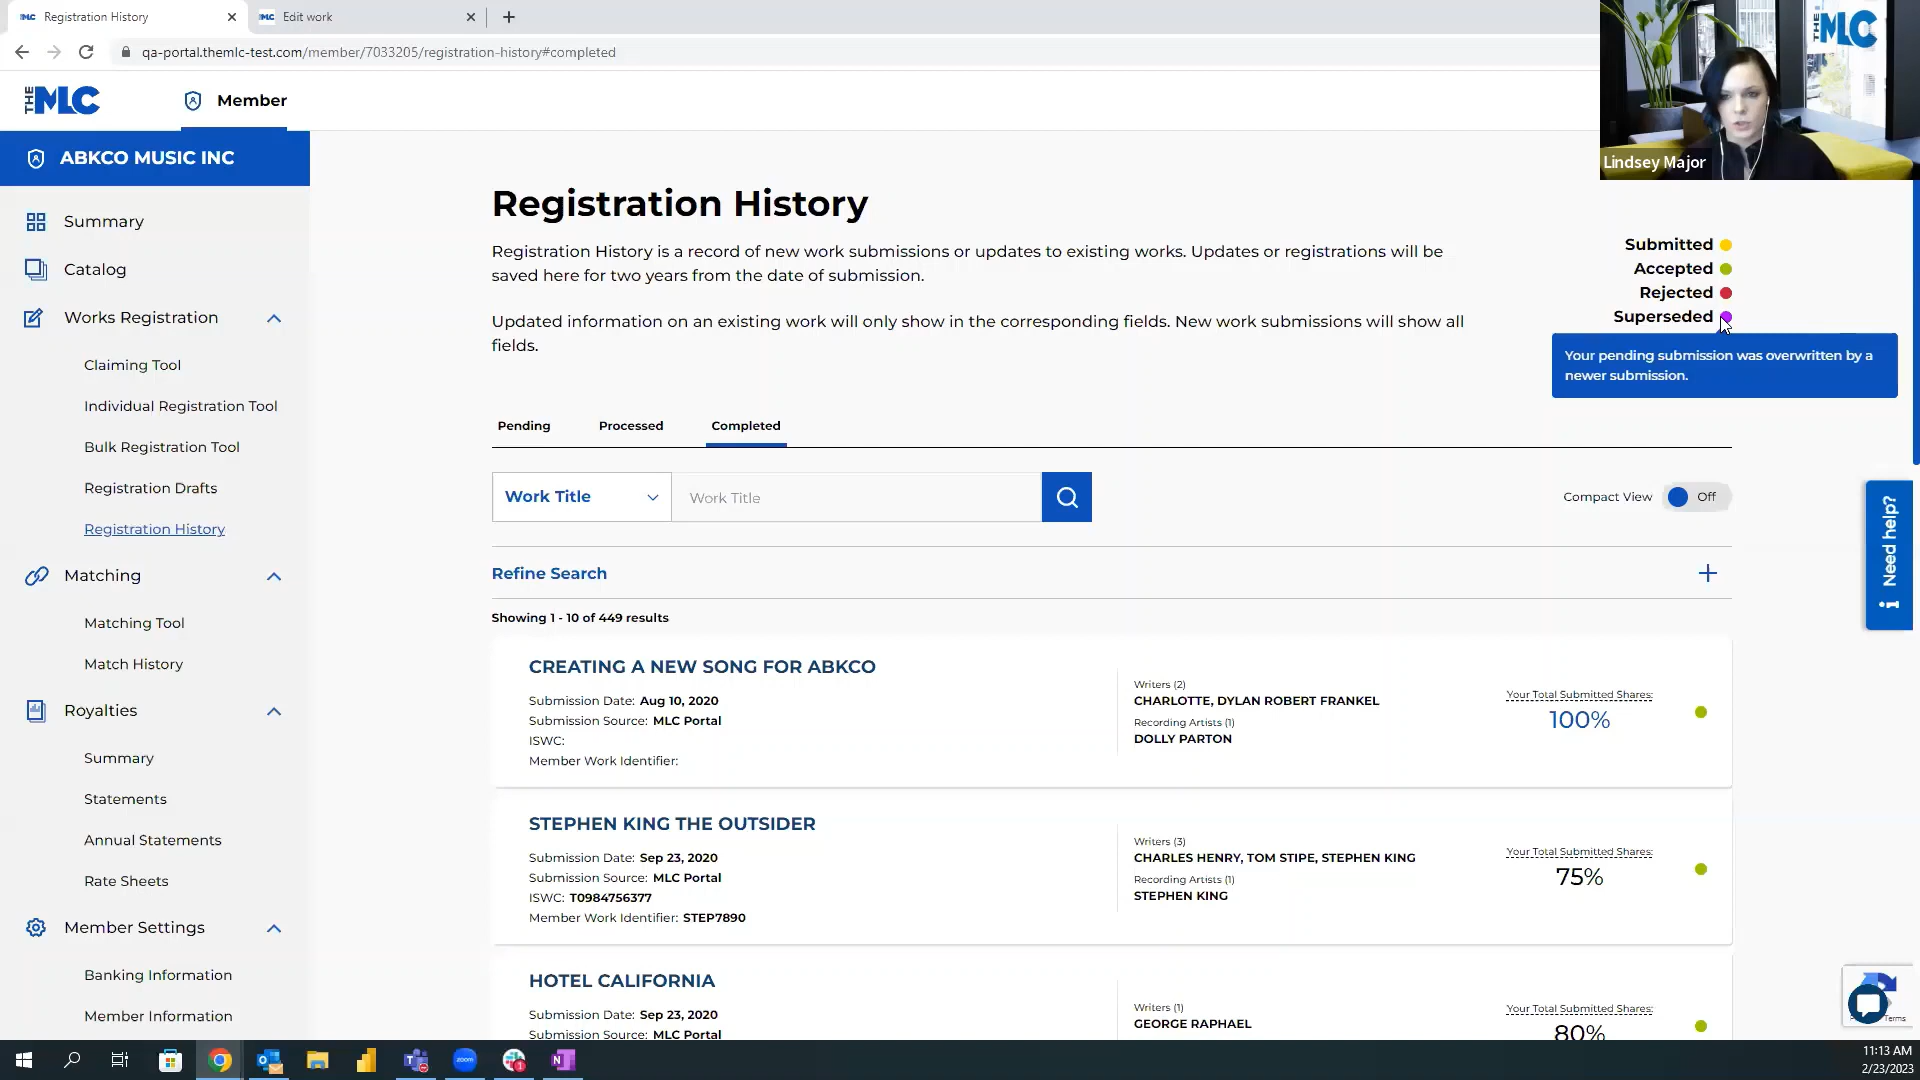 Registration History
Edit work
qa-portal.themlc-test.com/member/7033205/registration-history#completed
THE MLC
Member
THE MLC
Lindsey Major
ABKCO MUSIC INC
Summary
Catalog
Works Registration
Claiming Tool
Individual Registration Tool
Bulk Registration Tool
Registration Drafts
Registration History
Matching
Matching Tool
Match History
Royalties
Summary
Statements
Annual Statements
Rate Sheets
Member Settings
Banking Information
Member Information
Registration History
Registration History is a record of new work submissions or updates to existing works. Updates or registrations will be
saved here for two years from the date of submission.
Updated information on an existing work will only show in the corresponding fields. New work submissions will show all
fields.
Submitted
Accepted
Rejected
Superseded
Your pending submission was overwritten by a
newer submission.
Pending Processed Completed
Work Title Work Title
Compact View Off
Refine Search
Showing 1 - 10 of 449 results
CREATING A NEW SONG FOR ABKCO
Submission Date: Aug 10, 2020
Submission Source: MLC Portal
ISWC:
Member Work Identifier:
Writers (2)
CHARLOTTE, DYLAN ROBERT FRANKEL
Recording Artists (1)
DOLLY PARTON
Your Total Submitted Shares:
100%
STEPHEN KING THE OUTSIDER
Submission Date: Sep 23, 2020
Submission Source: MLC Portal
ISWC: T0984756377
Member Work Identifier: STEP7890
Writers (3)
CHARLES HENRY, TOM STIPE, STEPHEN KING
Recording Artists (1)
STEPHEN KING
Your Total Submitted Shares:
75%
HOTEL CALIFORNIA
Submission Date: Sep 23, 2020
Submission Source: MLC Portal
Writers (1)
GEORGE RAPHAEL
Your Total Submitted Shares:
80%
Need help?
Terms
zoom
11:13 AM
2/23/2023